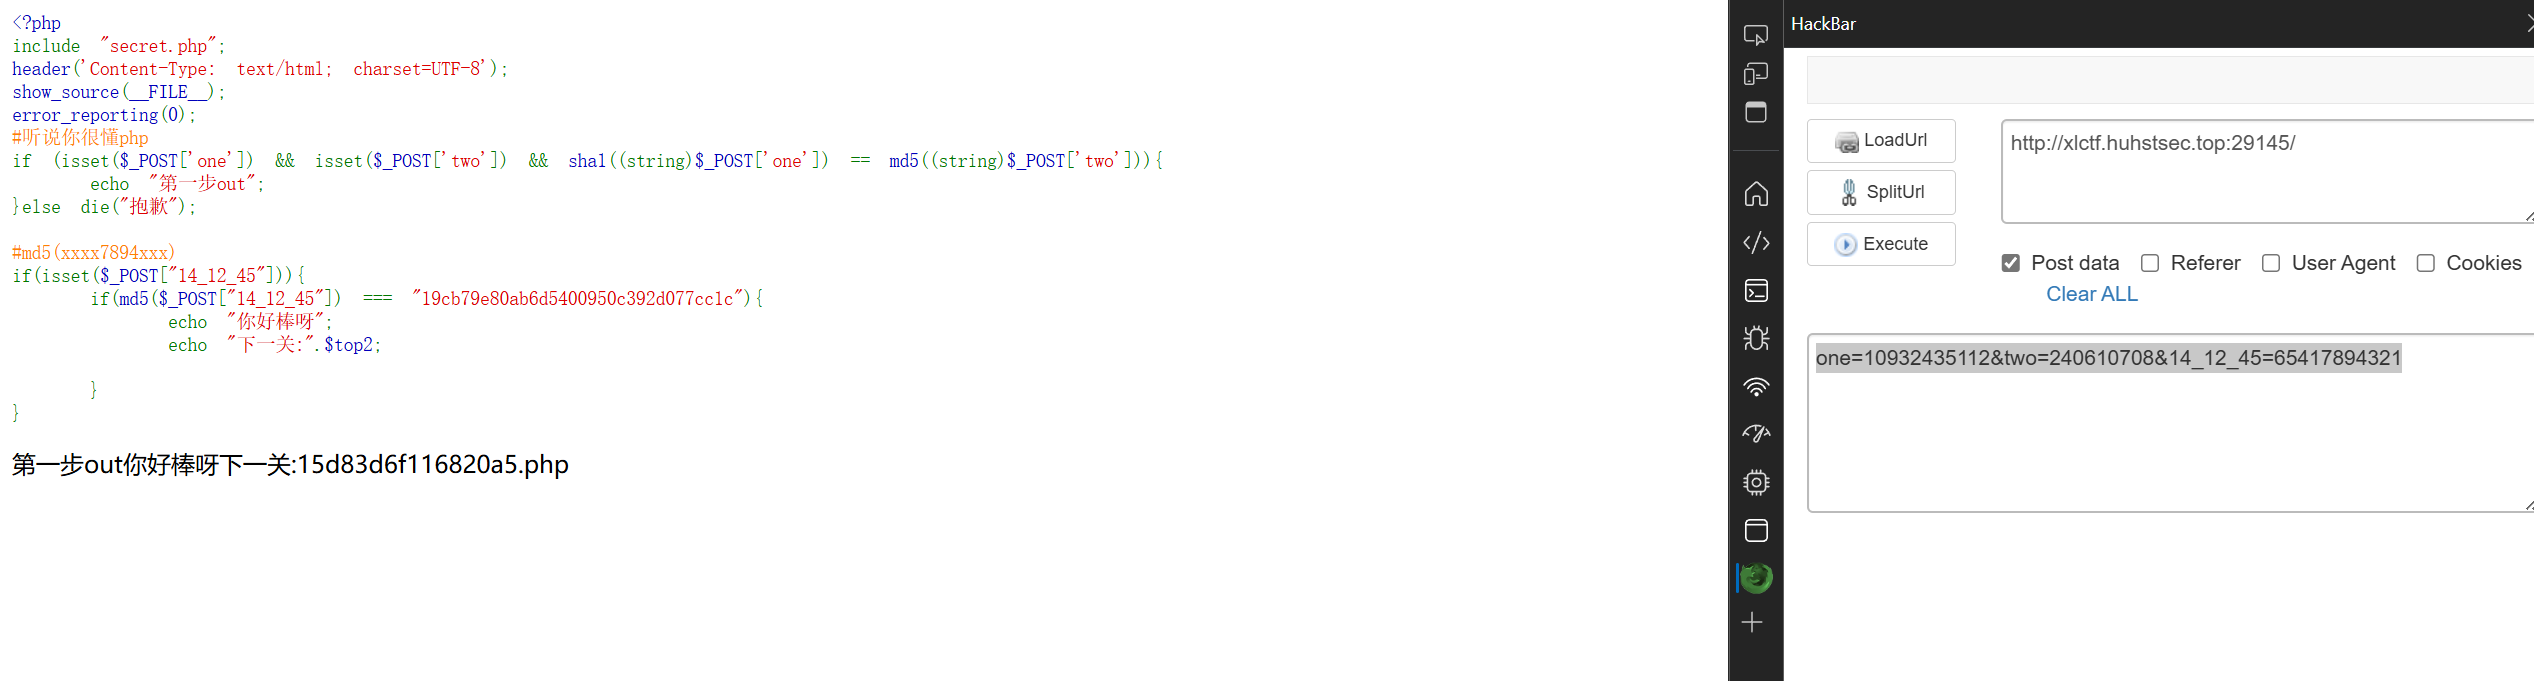 <?php
include "secret.php";
header('Content-Type: text/html; charset=UTF-8');
show_source(__FILE__);
error_reporting(0);
#听说你很懂php
if (isset($_POST['one']) && isset($_POST['two']) && sha1((string)$_POST['one']) == md5((string)$_POST['two'])){
echo "第一步out";
}else die("抱歉");
#md5(xxxx7894xxx)
if(isset($_POST["14_12_45"])){
if(md5($_POST["14_12_45"]) === "19cb79e80ab6d5400950c392d077cc1c"){
echo "你好棒呀";
echo "下一关:".$top2;
}
}
第一步out你好棒呀下一关:15d83d6f116820a5.php
HackBar
LoadUrl
SplitUrl
Execute
http://xlctf.huhstsec.top:29145/
Post data Referer User Agent Cookies
Clear ALL
one=10932435112&two=240610708&14_12_45=65417894321